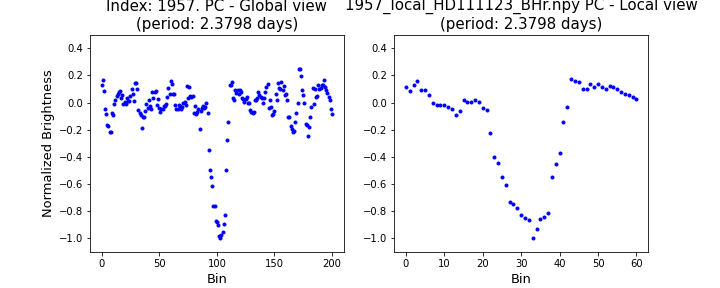 Index: 1957. PC - Global view
(period: 2.3798 days)
1957_local_HD111123_BHr.npy PC - Local view
(period: 2.3798 days)
Normalized Brightness
0.4
0.2
0.0
−0.2
−0.4
−0.6
−0.8
−1.0
0 50 100 150 200
Bin
0.4
0.2
0.0
−0.2
−0.4
−0.6
−0.8
−1.0
0 10 20 30 40 50 60
Bin